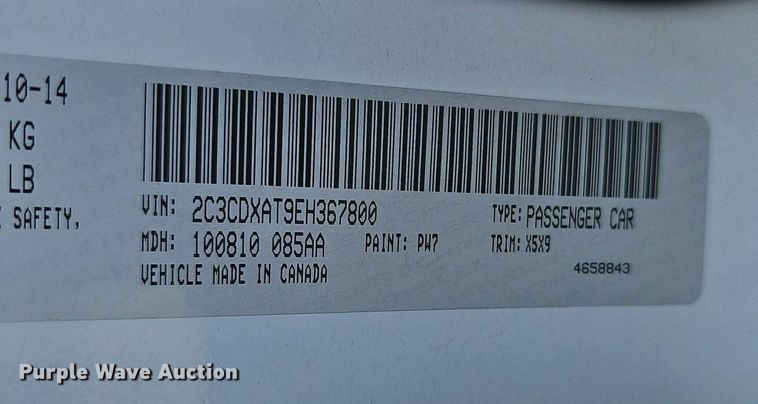 10-14
KG
LB
SAFETY,
VIN: 2C3CDXAT9EH367800 TYPE: PASSENGER CAR
MDH: 100810 085AA PAINT: PW7 TRIM: X5X9
VEHICLE MADE IN CANADA
4658843
Purple Wave Auction